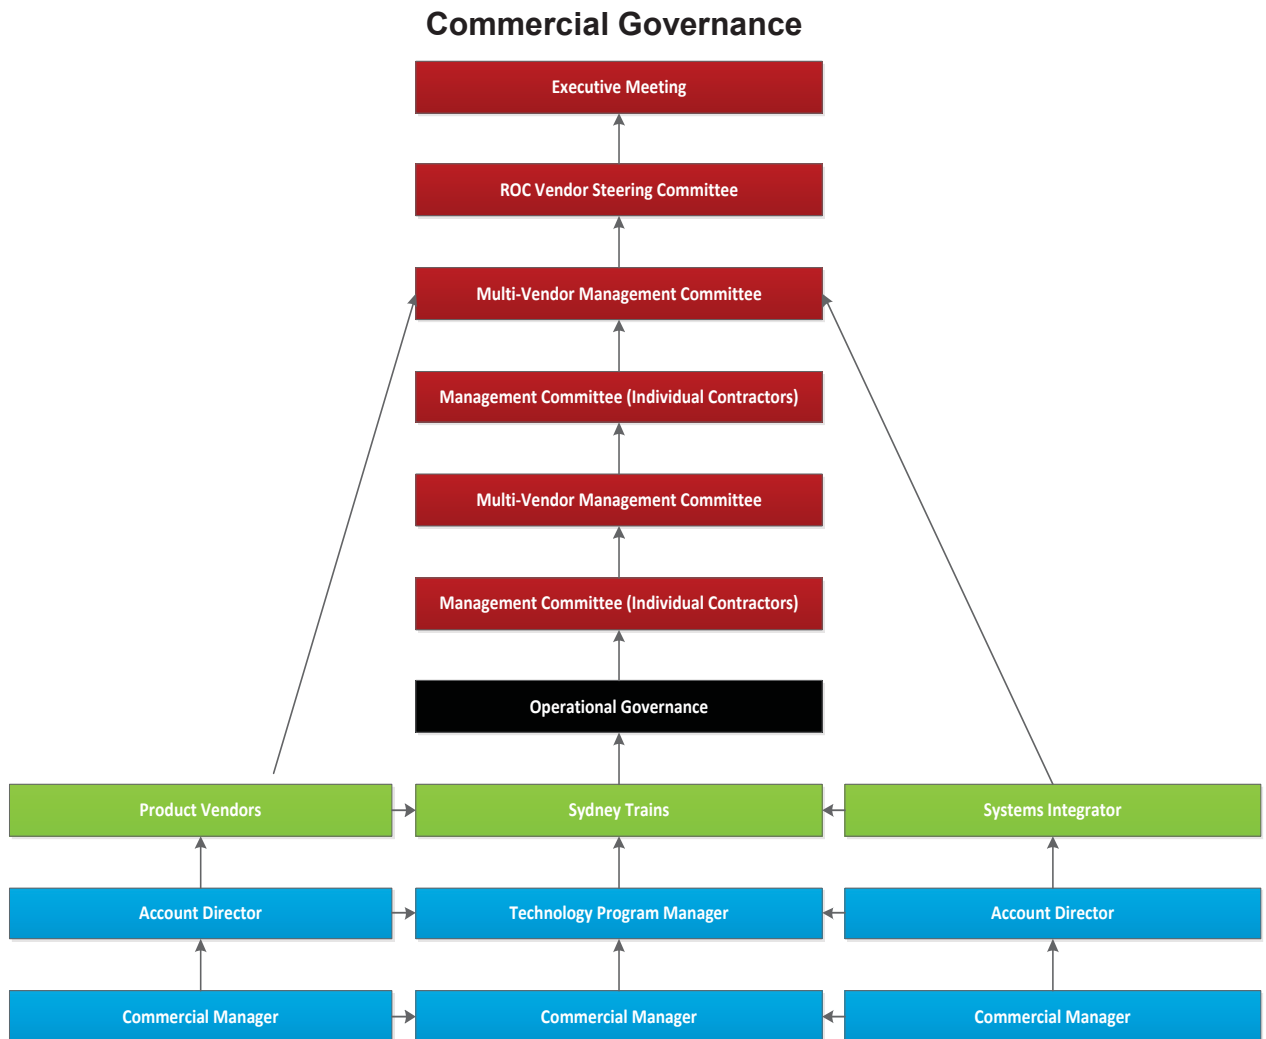 Commercial Governance
Executive Meeting
ROC Vendor Steering Committee
Multi-Vendor Management Committee
Management Committee (Individual Contractors)
Multi-Vendor Management Committee
Management Committee (Individual Contractors)
Operational Governance
Product Vendors
Sydney Trains
Systems Integrator
Account Director
Technology Program Manager
Account Director
Commercial Manager
Commercial Manager
Commercial Manager